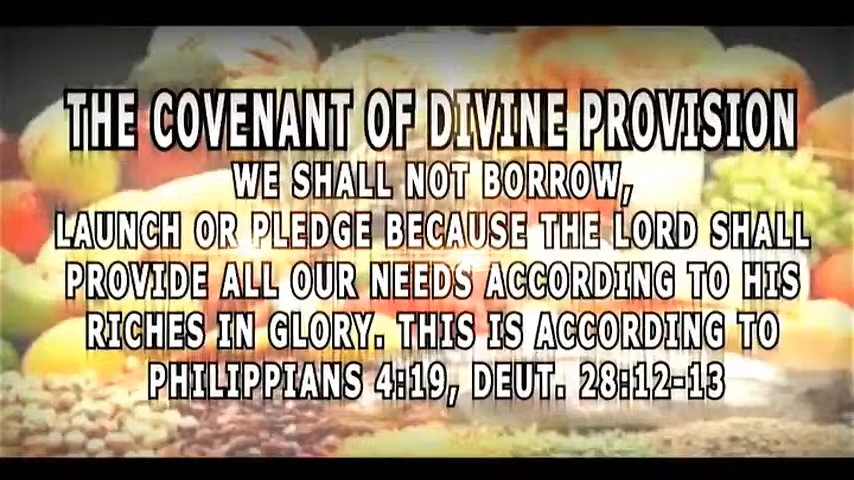 THE COVENANT OF DIVINE PROVISION
WE SHALL NOT BORROW,
LAUNCH OR PLEDGE BECAUSE THE LORD SHALL
PROVIDE ALL OUR NEEDS ACCORDING TO HIS
RICHES IN GLORY. THIS IS ACCORDING TO
PHILIPPIANS 4:19, DEUT. 28:12-13